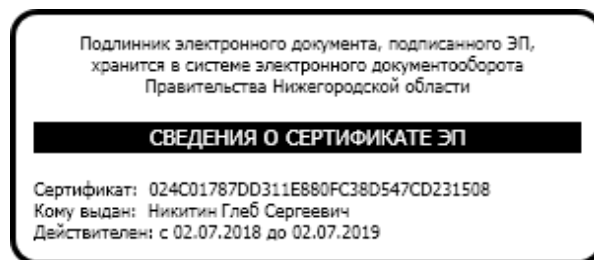 Подлинник электронного документа, подписанного ЭП,
хранится в системе электронного документооборота
Правительства Нижегородской области
СВЕДЕНИЯ О СЕРТИФИКАТЕ ЭП
Сертификат: 024C01787DD311E880FC38D547CD231508
Кому выдан: Никитин Глеб Сергеевич
Действителен: с 02.07.2018 до 02.07.2019